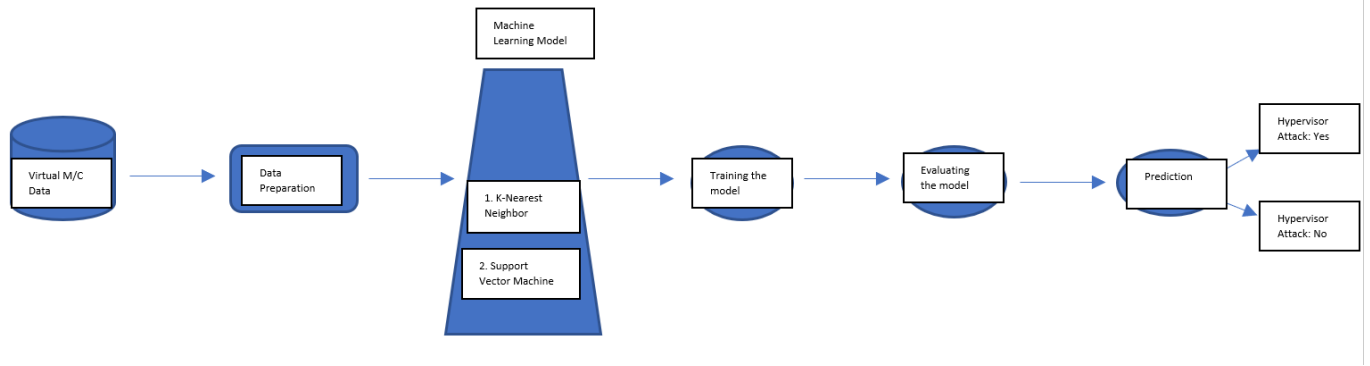 Virtual M/C
Data
Data
Preparation
Machine
Learning Model
1. K-Nearest
Neighbor
2. Support
Vector Machine
Training the
model
Evaluating
the model
Prediction
Hypervisor
Attack: Yes
Hypervisor
Attack: No